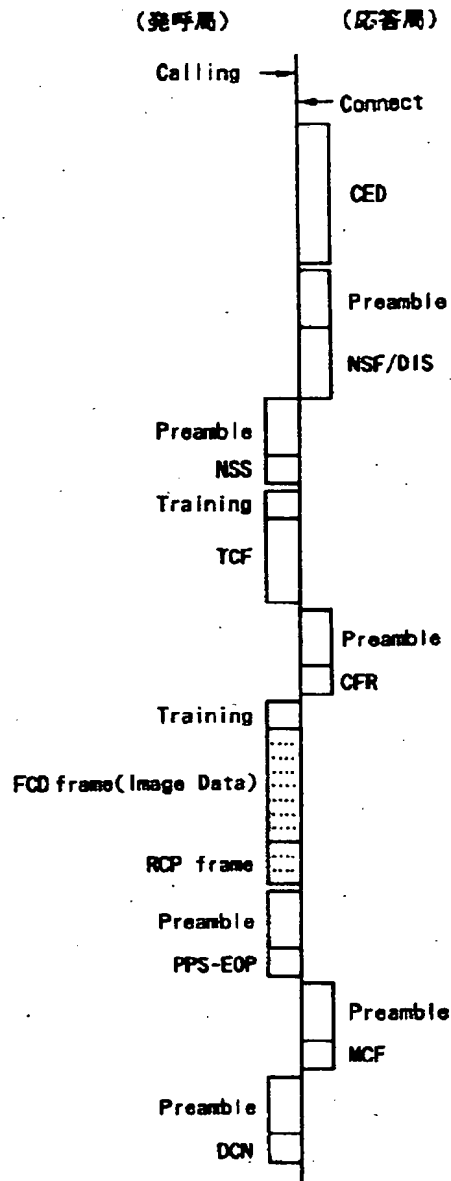 (発呼局) (応答局)
Calling
Connect
CED
Preamble
NSF/DIS
Preamble
NSS
Training
TCF
Preamble
CFR
Training
FCD frame(Image Data)
RCP frame
Preamble
PPS-EOP
Preamble
MCF
Preamble
DCN